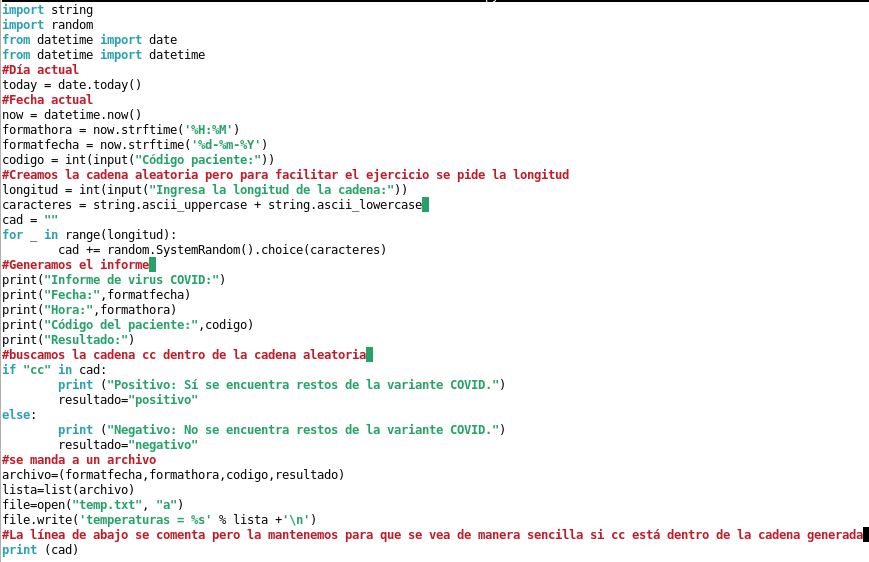 import string
import random
from datetime import date
from datetime import datetime
#Día actual
today = date.today()
#Fecha actual
now = datetime.now()
formathora = now.strftime('%H:%M')
formatfecha = now.strftime('%d-%m-%Y')
codigo = int(input("Código paciente:"))
#Creamos la cadena aleatoria pero para facilitar el ejercicio se pide la longitud
longitud = int(input("Ingresa la longitud de la cadena:"))
caracteres = string.ascii_uppercase + string.ascii_lowercase
cad = ""
for _ in range(longitud):
        cad += random.SystemRandom().choice(caracteres)
#Generamos el informe
print("Informe de virus COVID:")
print("Fecha:",formatfecha)
print("Hora:",formathora)
print("Código del paciente:",codigo)
print("Resultado:")
#buscamos la cadena cc dentro de la cadena aleatoria
if "cc" in cad:
        print ("Positivo: Sí se encuentra restos de la variante COVID.")
        resultado="positivo"
else:
        print ("Negativo: No se encuentra restos de la variante COVID.")
        resultado="negativo"
#se manda a un archivo
archivo=(formatfecha,formathora,codigo,resultado)
lista=list(archivo)
file=open("temp.txt", "a")
file.write('temperaturas = %s' % lista +'\n')
#La línea de abajo se comenta pero la mantenemos para que se vea de manera sencilla si cc está dentro de la cadena generada
print (cad)